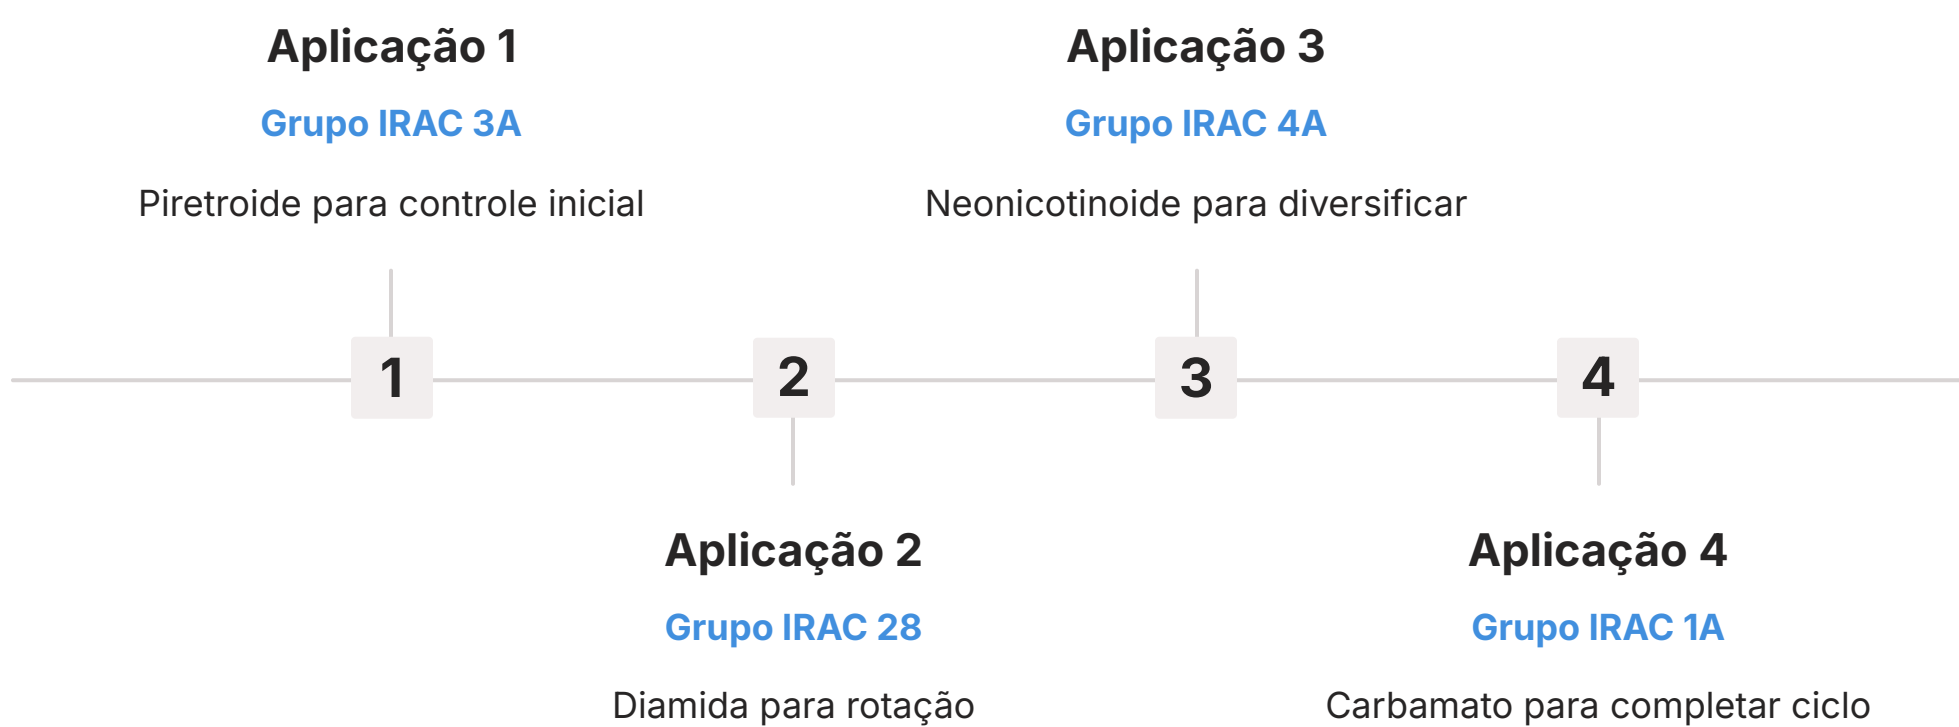 Aplicação 1
Grupo IRAC 3A
Piretroide para controle inicial
Aplicação 3
Grupo IRAC 4A
Neonicotinoide para diversificar
1
2
3
4
Aplicação 2
Grupo IRAC 28
Diamida para rotação
Aplicação 4
Grupo IRAC 1A
Carbamato para completar ciclo